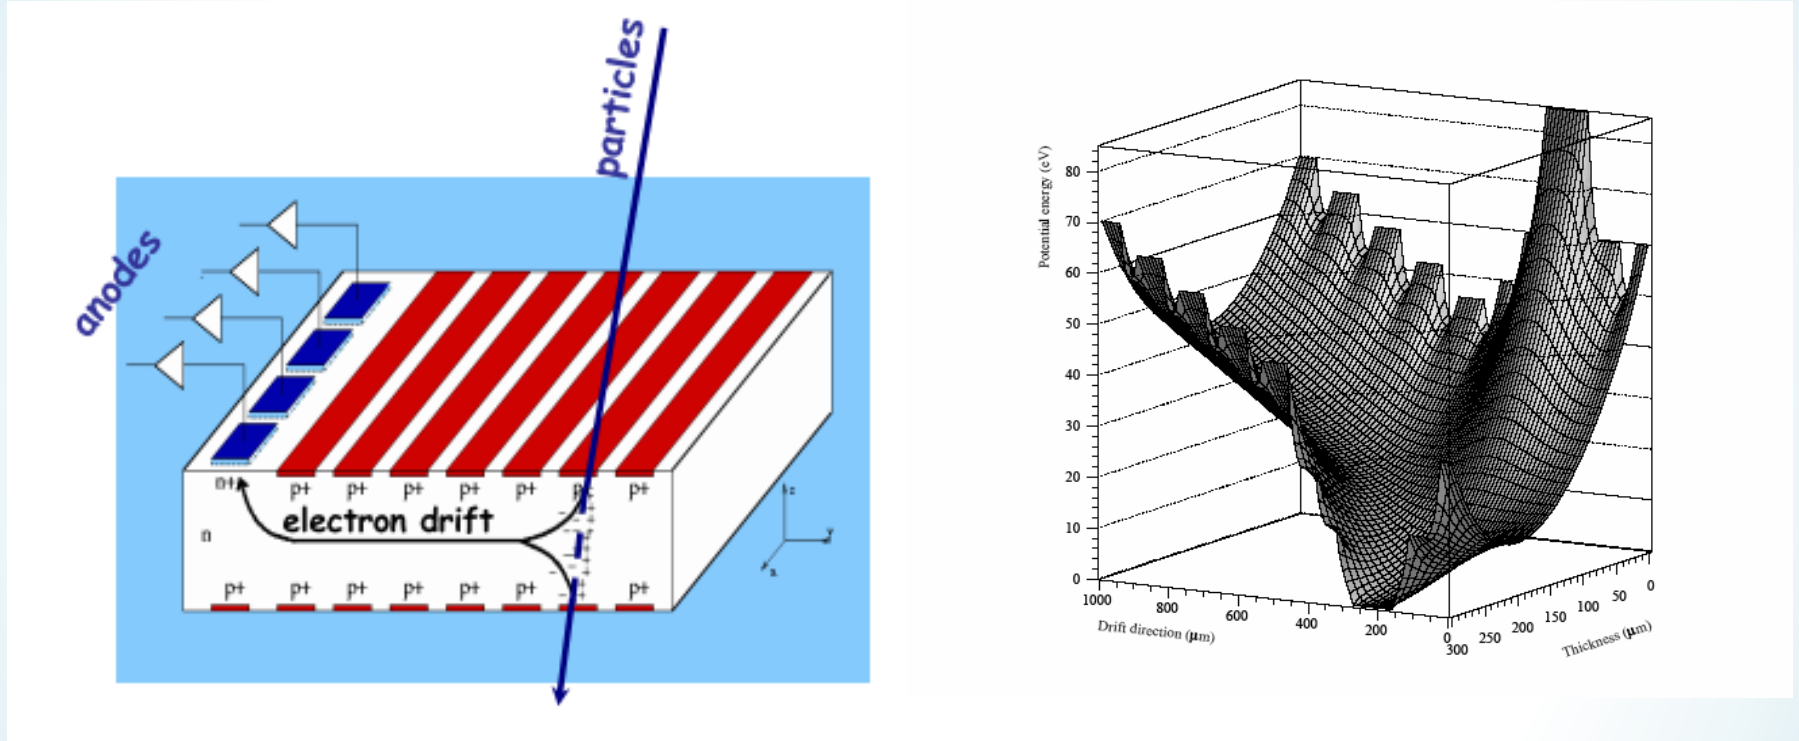 particles
anodes
n+
p+ p+ p+ p+ p+ p+
electron drift
n
p+ p+ p+ p+ p+ p+ p+
Potential energy (eV)
80
70
60
50
40
30
20
10
0
1000 800 600 400 200 0
Drift direction (μm)
300 250 200 150 100 50 0
Thickness (μm)